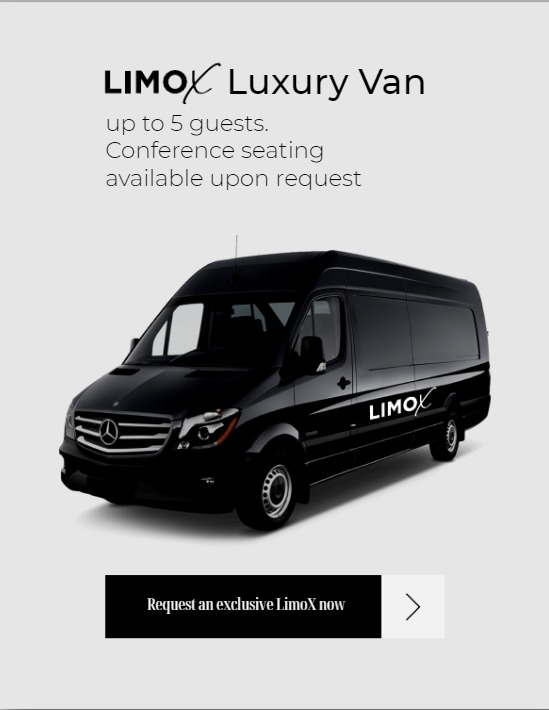 LIMOX Luxury Van
up to 5 guests.
Conference seating
available upon request
LIMOX
Request an exclusive LimoX now